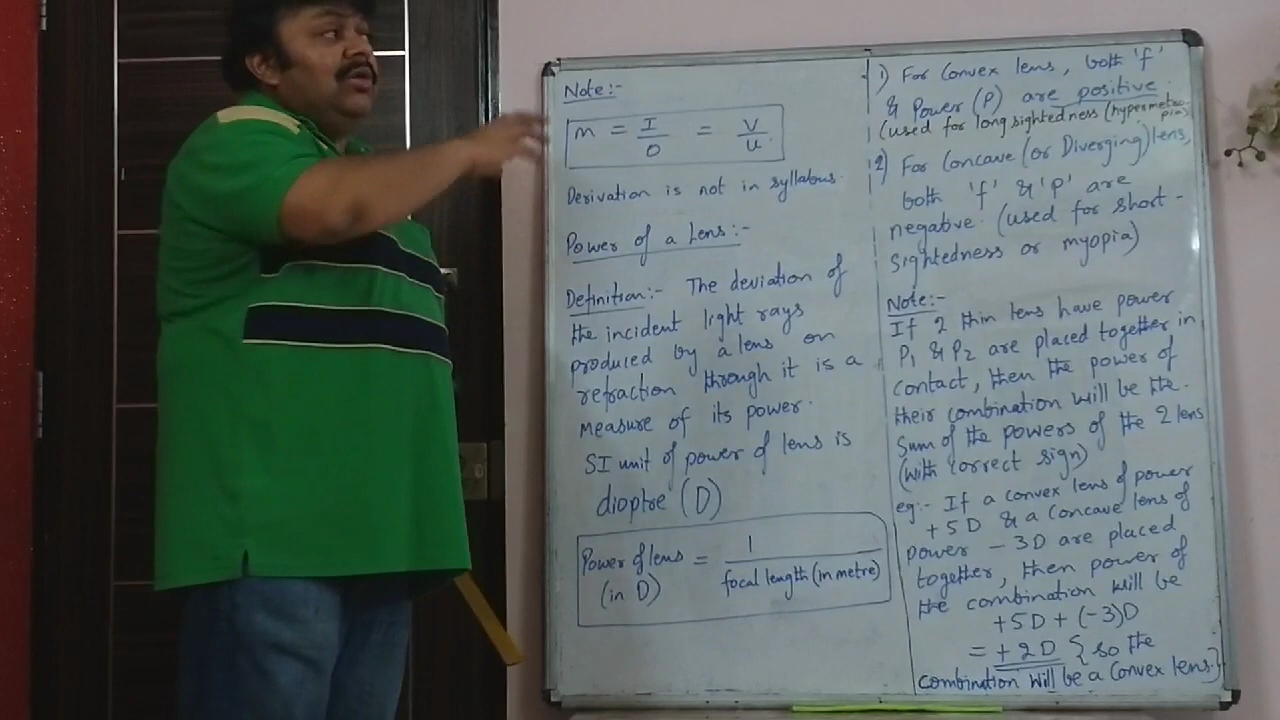 Note:-
m = I/O = V/u
Derivation is not in syllabus.
Power of a Lens:-
Definition:- The deviation of
the incident light rays
produced by a lens on
refraction through it is a
measure of its power.
SI unit of power of lens is
dioptre (D)
Power of lens (in D) = 1/focal length (in metre)
1) For Convex lens, both 'f'
& Power (P) are positive.
(used for longsightedness (hypermetropia)
2) For Concave (or Diverging) lens,
both 'f' & 'p' are
negative. (used for short-
sightedness or myopia)
Note:-
If 2 thin lens have power
P1 & P2 are placed together in
contact, then the power of
their combination will be the.
Sum of the powers of the 2 lens
(with correct sign)
eg:- If a convex lens of power
+5D & a concave lens of
power -3D are placed
together, then power of
the combination will be
+5D + (-3)D
= +2D {so the
combination will be a Convex lens.}